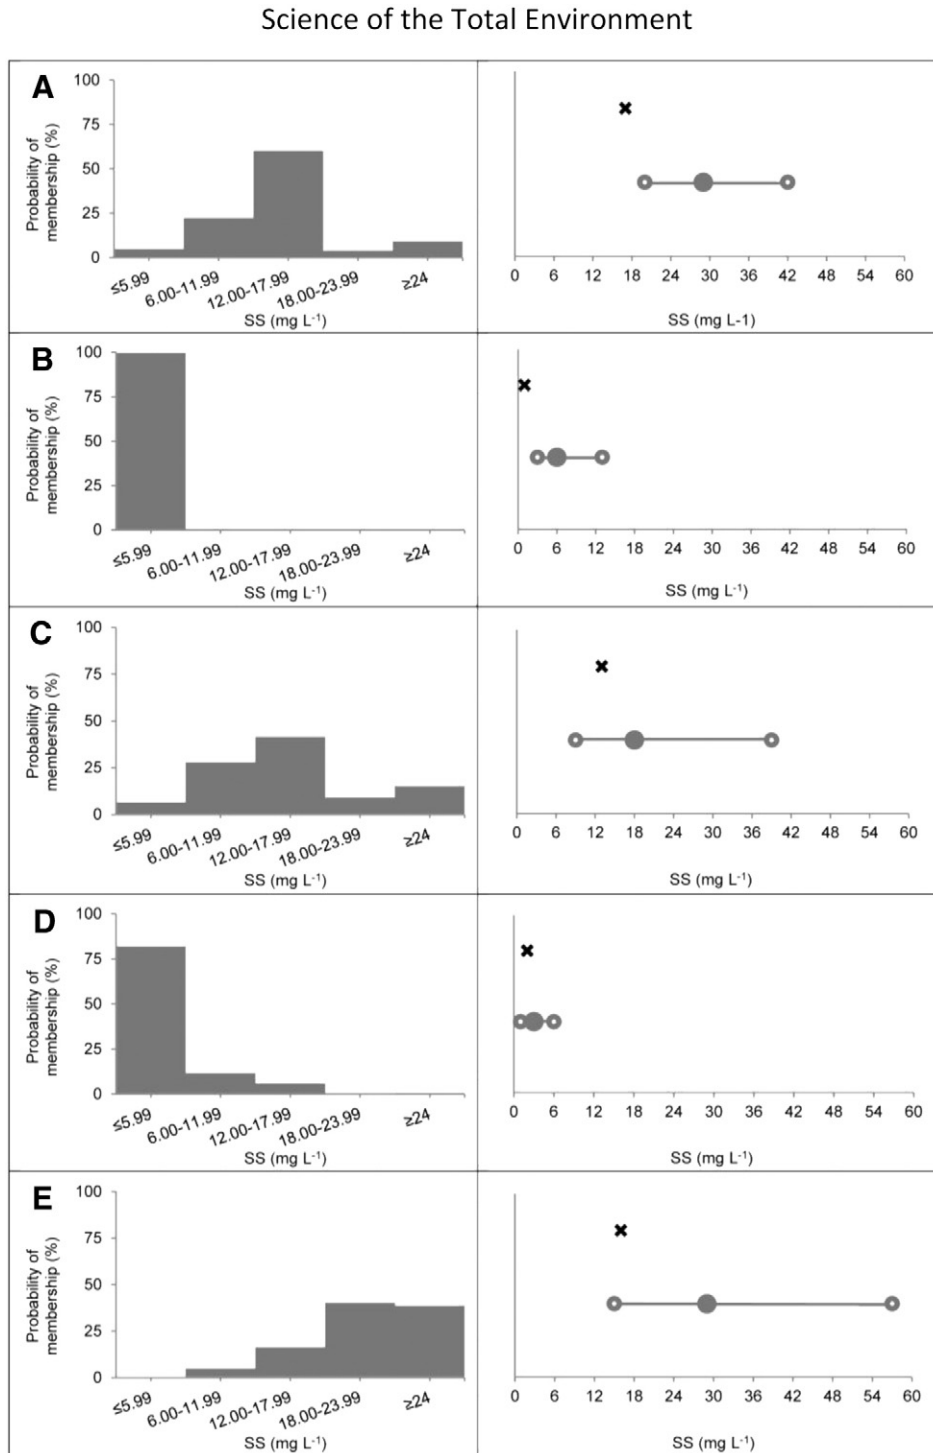 Science of the Total Environment
A
Probability of
membership (%)
100
75
50
25
0
≤5.99
6.00-11.99
12.00-17.99
18.00-23.99
≥24
SS (mg L⁻¹)
0 6 12 18 24 30 36 42 48 54 60
SS (mg L-1)
B
Probability of
membership (%)
100
75
50
25
0
≤5.99
6.00-11.99
12.00-17.99
18.00-23.99
≥24
SS (mg L⁻¹)
0 6 12 18 24 30 36 42 48 54 60
SS (mg L⁻¹)
C
Probability of
membership (%)
100
75
50
25
0
≤5.99
6.00-11.99
12.00-17.99
18.00-23.99
≥24
SS (mg L⁻¹)
0 6 12 18 24 30 36 42 48 54 60
SS (mg L⁻¹)
D
Probability of
membership (%)
100
75
50
25
0
≤5.99
6.00-11.99
12.00-17.99
18.00-23.99
≥24
SS (mg L⁻¹)
0 6 12 18 24 30 36 42 48 54 60
SS (mg L⁻¹)
E
Probability of
membership (%)
100
75
50
25
0
≤5.99
6.00-11.99
12.00-17.99
18.00-23.99
≥24
SS (mg L⁻¹)
0 6 12 18 24 30 36 42 48 54 60
SS (mg L⁻¹)